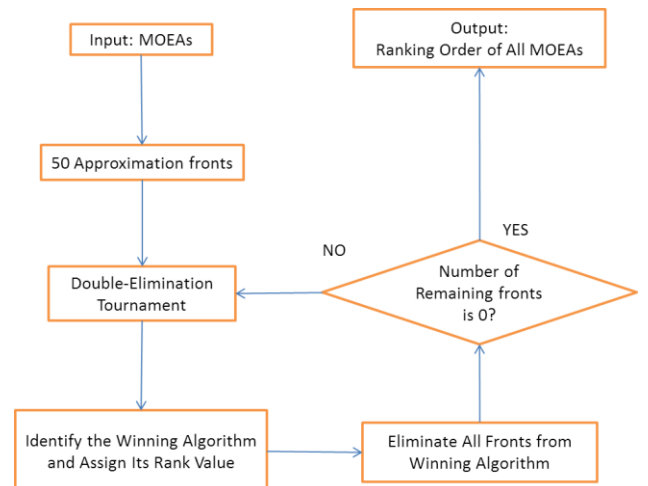 Input: MOEAs
50 Approximation fronts
Double-Elimination
Tournament
Identify the Winning Algorithm
and Assign Its Rank Value
Eliminate All Fronts from
Winning Algorithm
Number of
Remaining fronts
is 0?
NO
YES
Output:
Ranking Order of All MOEAs